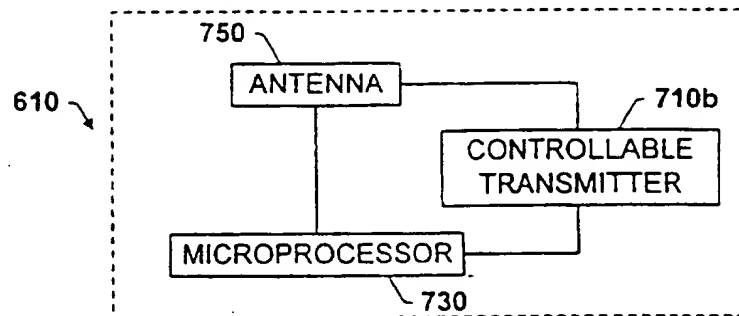 750
ANTENNA
610
710b
CONTROLLABLE
TRANSMITTER
MICROPROCESSOR
730